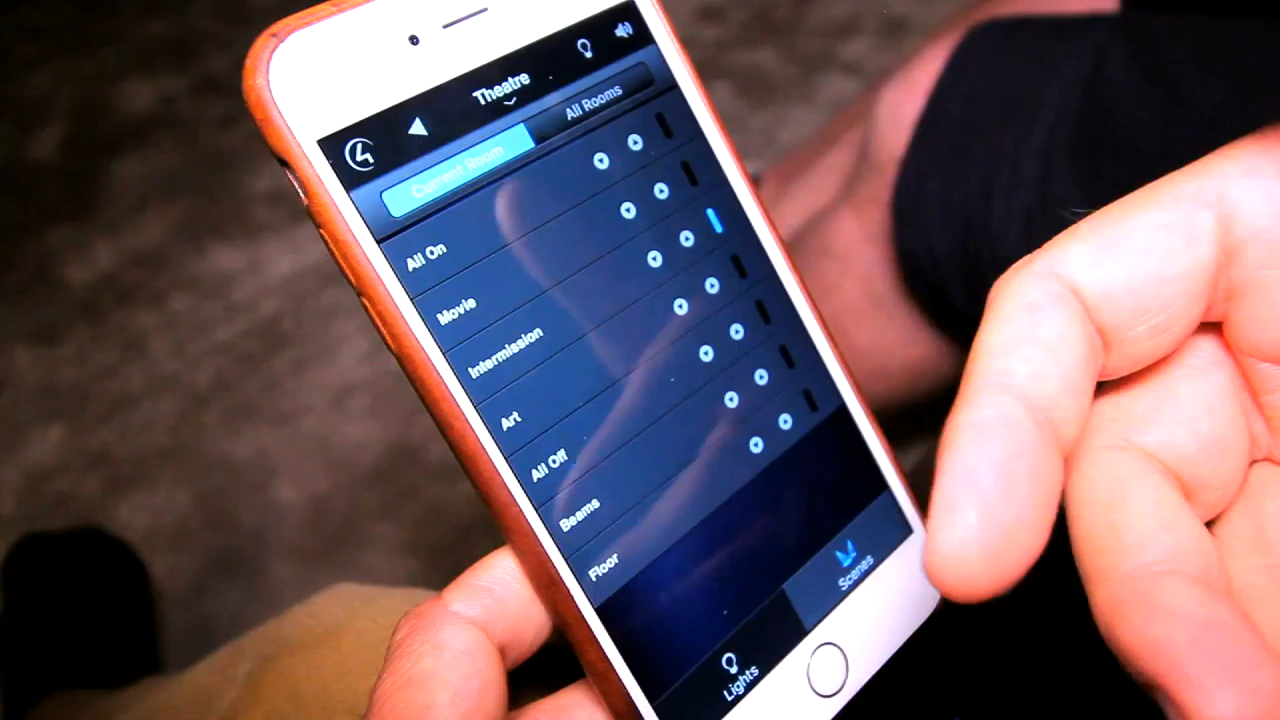 Theatre
Current Room
All Rooms
All On
Movie
Intermission
Art
All Off
Beams
Floor
Lights
Scenes